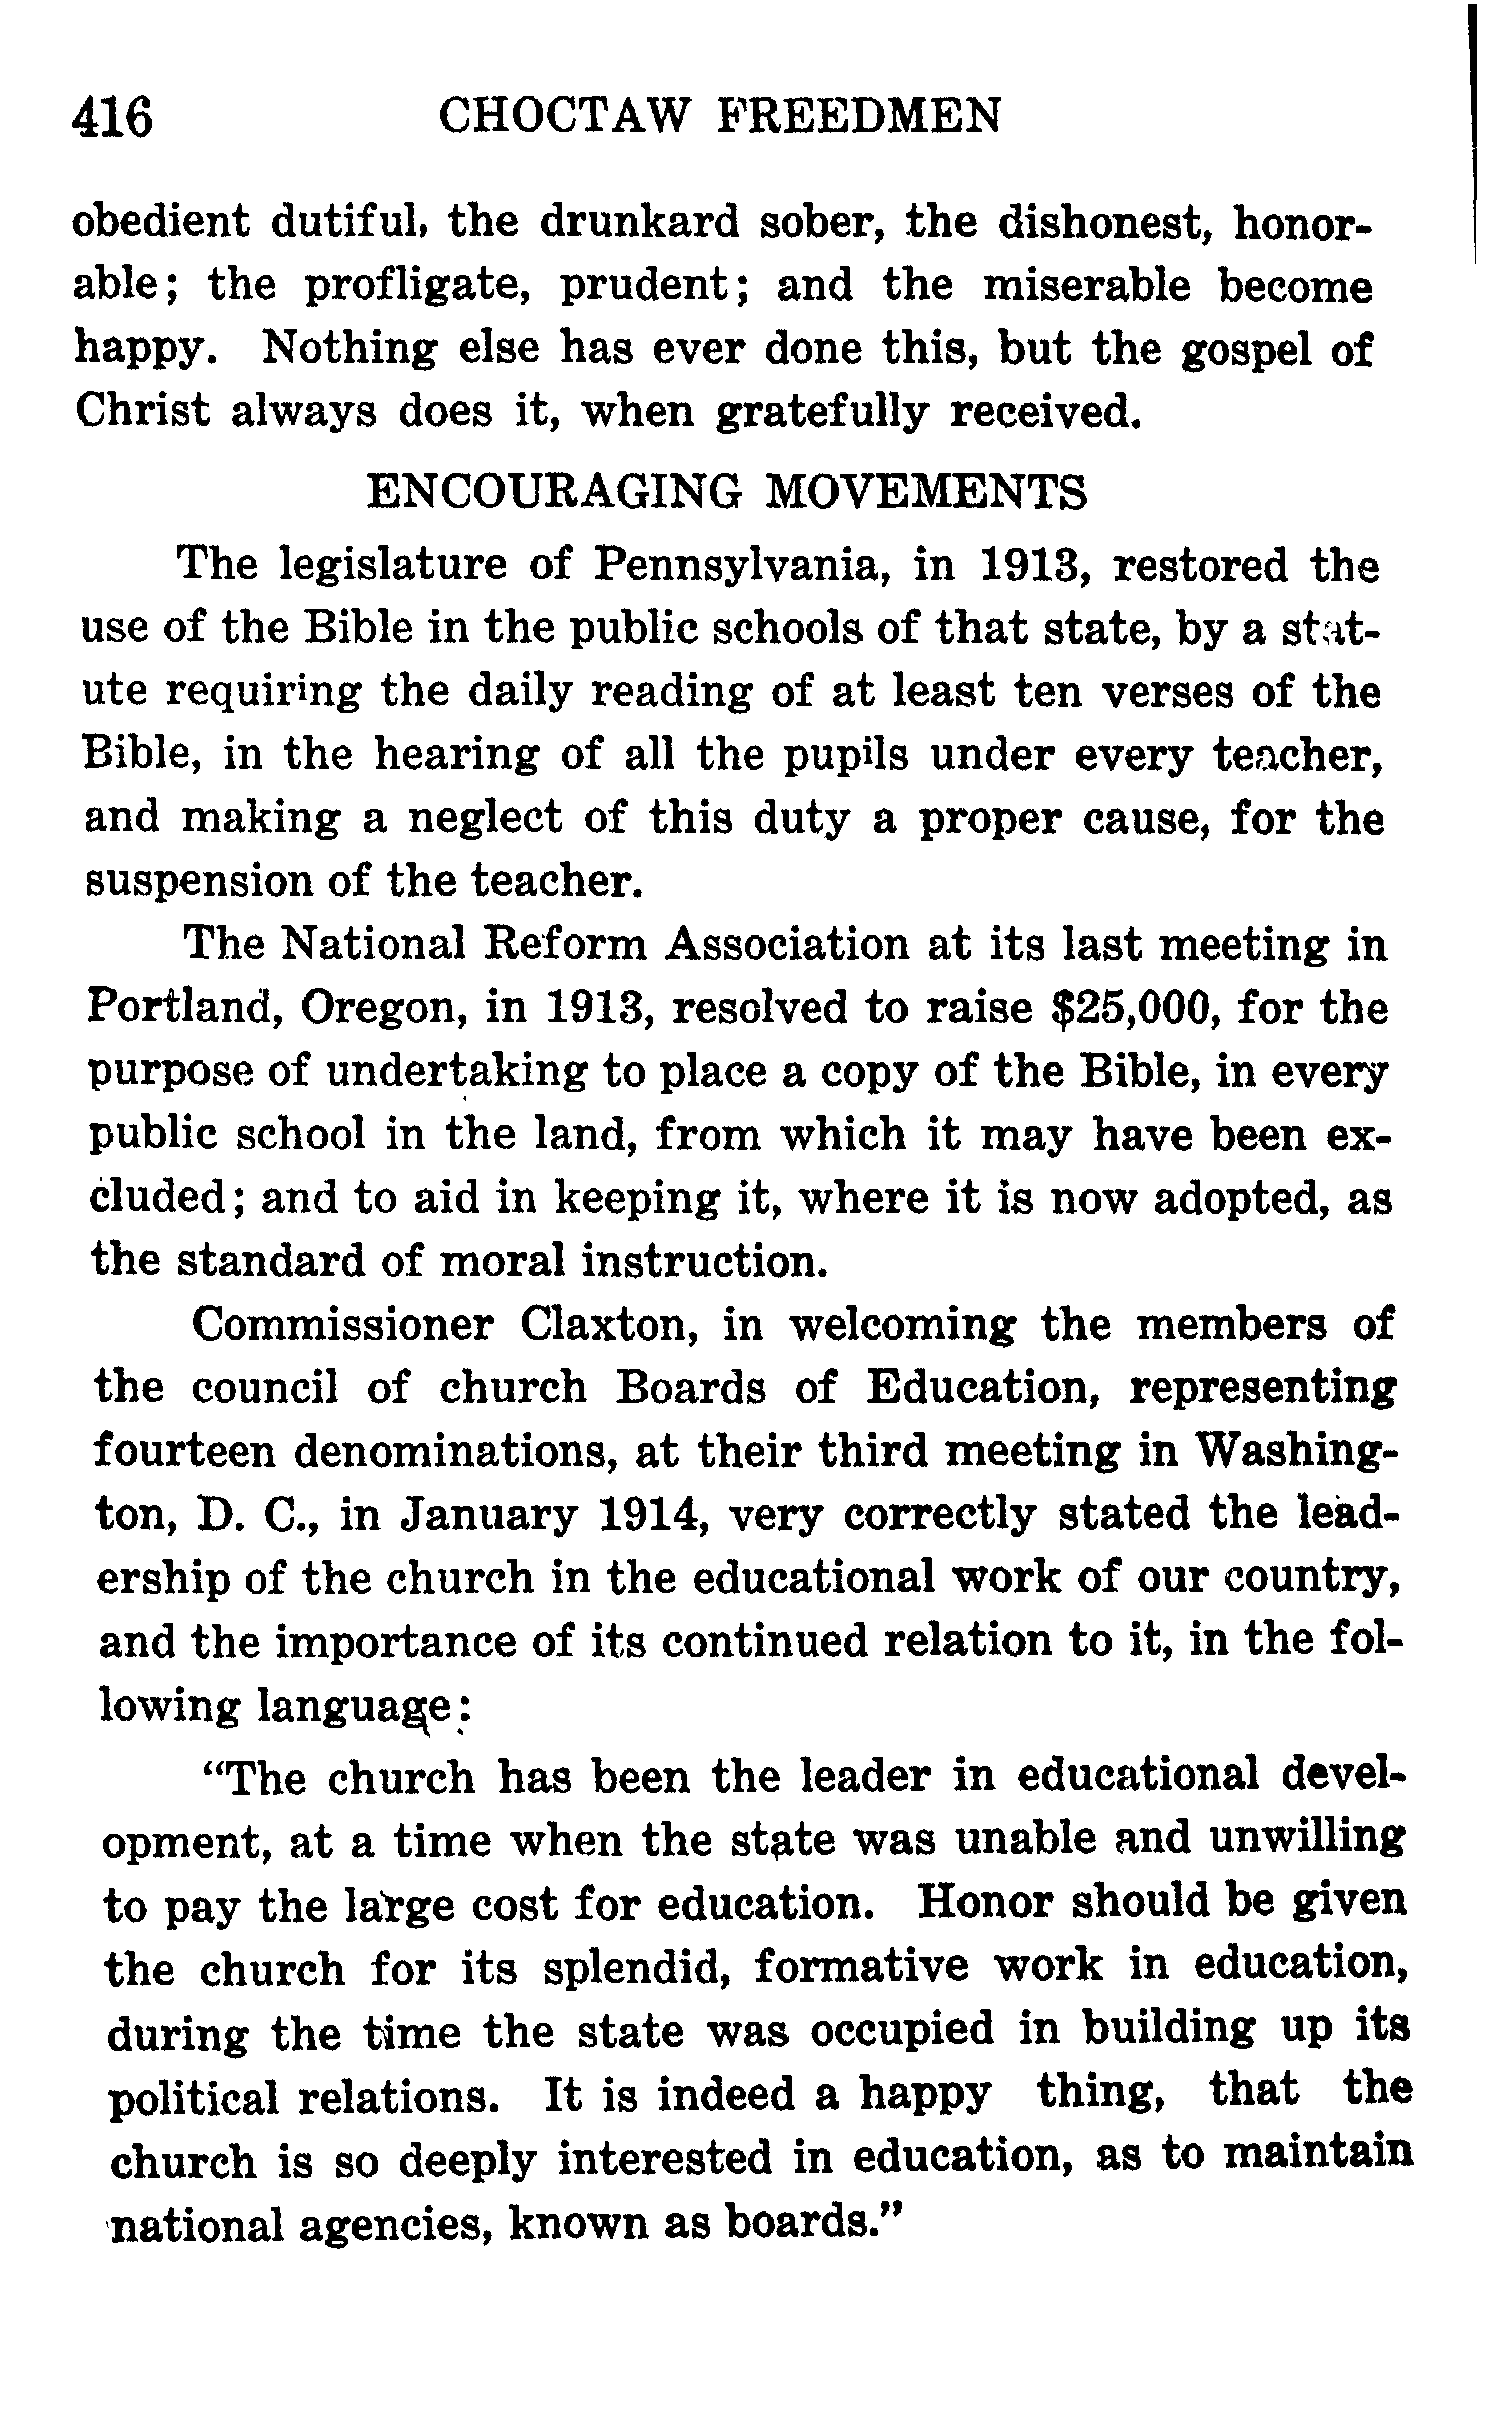 416 CHOCTAW FREEDMEN
obedient dutiful, the drunkard sober, the dishonest, honor-
able; the profligate, prudent; and the miserable become
happy. Nothing else has ever done this, but the gospel of
Christ always does it, when gratefully received.
ENCOURAGING MOVEMENTS
The legislature of Pennsylvania, in 1913, restored the
use of the Bible in the public schools of that state, by a stat-
ute requiring the daily reading of at least ten verses of the
Bible, in the hearing of all the pupils under every teacher,
and making a neglect of this duty a proper cause, for the
suspension of the teacher.
The National Reform Association at its last meeting in
Portland, Oregon, in 1913, resolved to raise $25,000, for the
purpose of undertaking to place a copy of the Bible, in every
public school in the land, from which it may have been ex-
cluded; and to aid in keeping it, where it is now adopted, as
the standard of moral instruction.
Commissioner Claxton, in welcoming the members of
the council of church Boards of Education, representing
fourteen denominations, at their third meeting in Washing-
ton, D. C., in January 1914, very correctly stated the lead-
ership of the church in the educational work of our country,
and the importance of its continued relation to it, in the fol-
lowing language:
"The church has been the leader in educational devel-
opment, at a time when the state was unable and unwilling
to pay the large cost for education. Honor should be given
the church for its splendid, formative work in education,
during the time the state was occupied in building up its
political relations. It is indeed a happy thing, that the
church is so deeply interested in education, as to maintain
national agencies, known as boards."